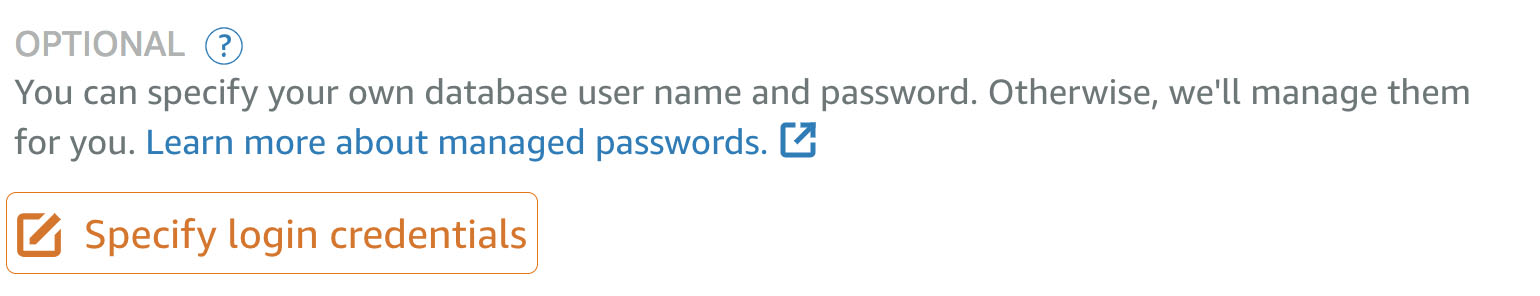 OPTIONAL ?
You can specify your own database user name and password. Otherwise, we'll manage them
for you. Learn more about managed passwords.
Specify login credentials